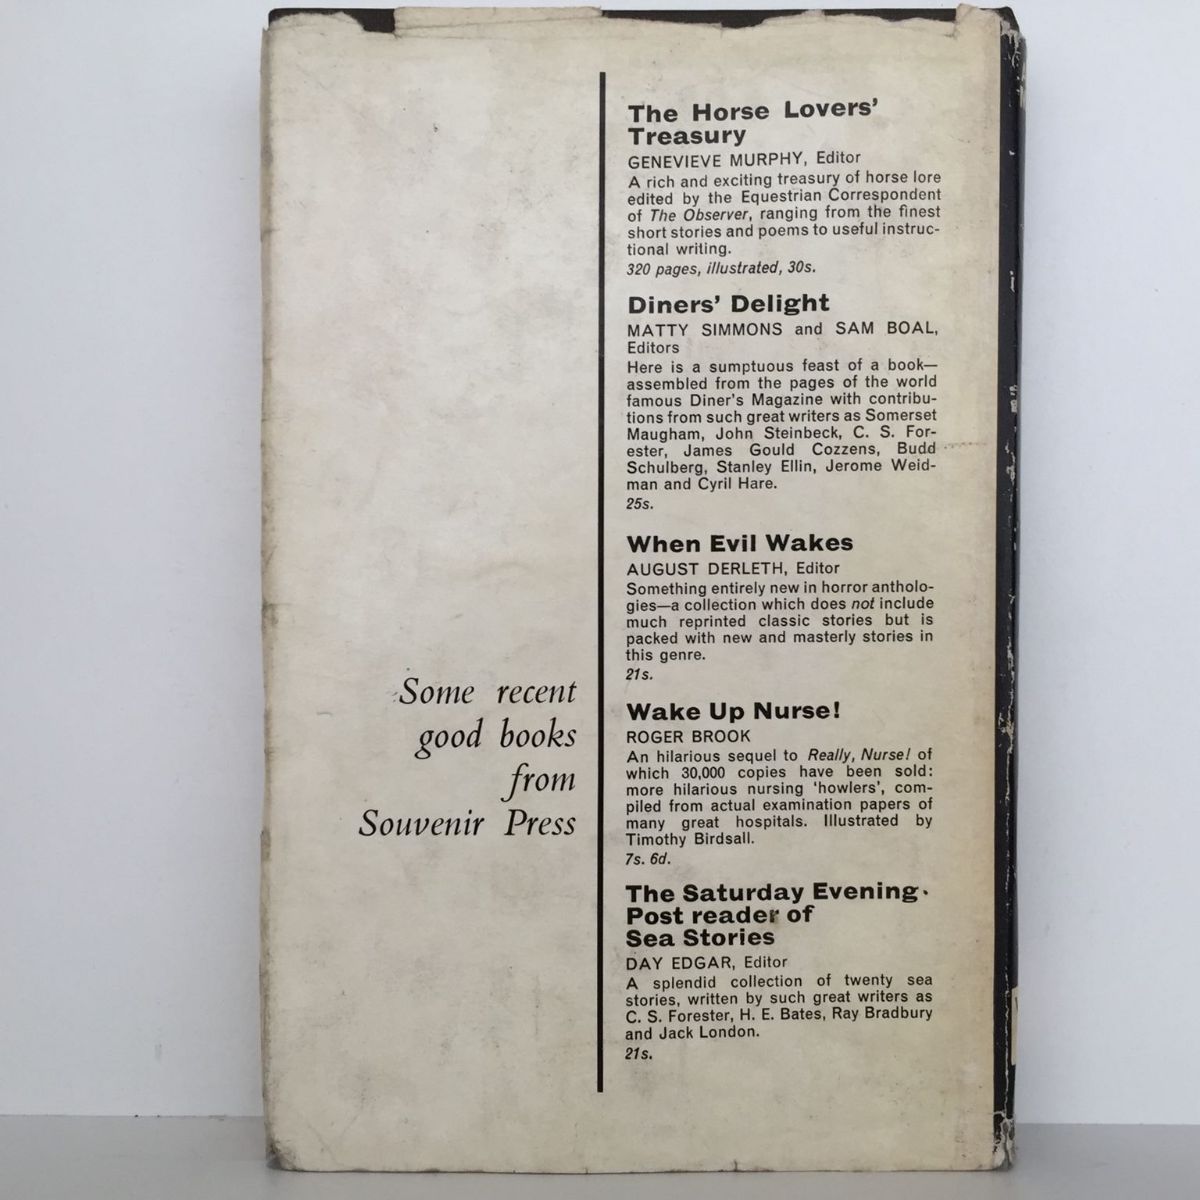 Some recent
good books
from
Souvenir Press
The Horse Lovers'
Treasury
GENEVIEVE MURPHY, Editor
A rich and exciting treasury of horse lore
edited by the Equestrian Correspondent
of The Observer, ranging from the finest
short stories and poems to useful instruc-
tional writing.
320 pages, illustrated, 30s.
Diners' Delight
MATTY SIMMONS and SAM BOAL,
Editors
Here is a sumptuous feast of a book—
assembled from the pages of the world
famous Diner's Magazine with contribu-
tions from such great writers as Somerset
Maugham, John Steinbeck, C. S. For-
ester, James Gould Cozzens, Budd
Schulberg, Stanley Ellin, Jerome Weid-
man and Cyril Hare.
25s.
When Evil Wakes
AUGUST DERLETH, Editor
Something entirely new in horror antholo-
gies—a collection which does not include
much reprinted classic stories but is
packed with new and masterly stories in
this genre.
21s.
Wake Up Nurse!
ROGER BROOK
An hilarious sequel to Really, Nurse! of
which 30,000 copies have been sold:
more hilarious nursing 'howlers', com-
piled from actual examination papers of
many great hospitals. Illustrated by
Timothy Birdsall.
7s. 6d.
The Saturday Evening
Post reader of
Sea Stories
DAY EDGAR, Editor
A splendid collection of twenty sea
stories, written by such great writers as
C. S. Forester, H. E. Bates, Ray Bradbury
and Jack London.
21s.